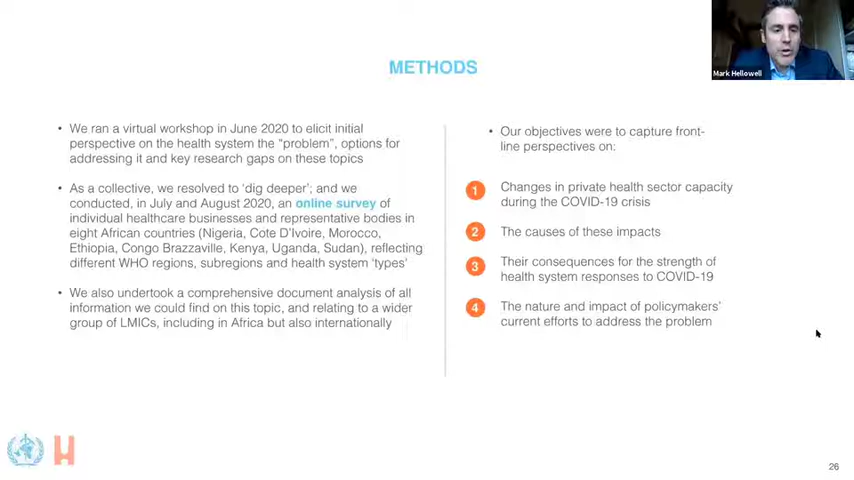 Mark Hellowell
METHODS
• We ran a virtual workshop in June 2020 to elicit initial
perspective on the health system the “problem”, options for
addressing it and key research gaps on these topics
• As a collective, we resolved to ‘dig deeper’; and we
conducted, in July and August 2020, an online survey of
individual healthcare businesses and representative bodies in
eight African countries (Nigeria, Cote D’Ivoire, Morocco,
Ethiopia, Congo Brazzaville, Kenya, Uganda, Sudan), reflecting
different WHO regions, subregions and health system ‘types’
• We also undertook a comprehensive document analysis of all
information we could find on this topic, and relating to a wider
group of LMICs, including in Africa but also internationally
• Our objectives were to capture front-
line perspectives on:
1 Changes in private health sector capacity
during the COVID-19 crisis
2 The causes of these impacts
3 Their consequences for the strength of
health system responses to COVID-19
4 The nature and impact of policymakers’
current efforts to address the problem
26